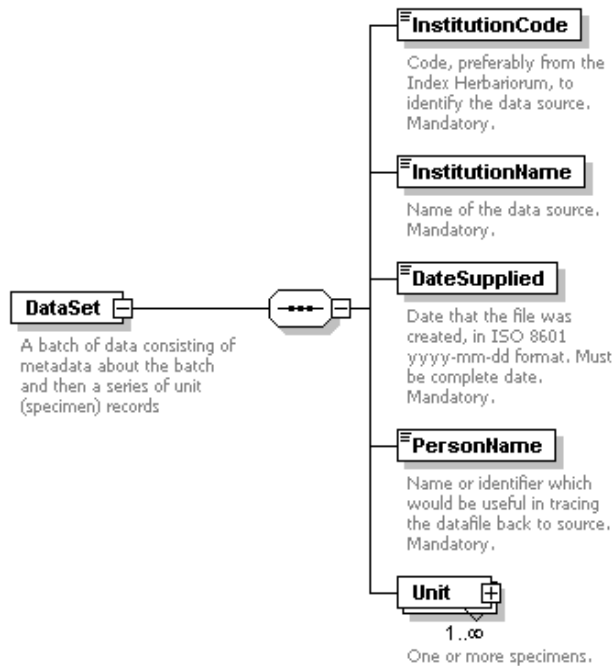 InstitutionCode
Code, preferably from the
Index Herbariorum, to
identify the data source.
Mandatory.
InstitutionName
Name of the data source.
Mandatory.
DataSet
A batch of data consisting of
metadata about the batch
and then a series of unit
(specimen) records
DateSupplied
Date that the file was
created, in ISO 8601
yyyy-mm-dd format. Must
be complete date.
Mandatory.
PersonName
Name or identifier which
would be useful in tracing
the datafile back to source.
Mandatory.
Unit
1..∞
One or more specimens.